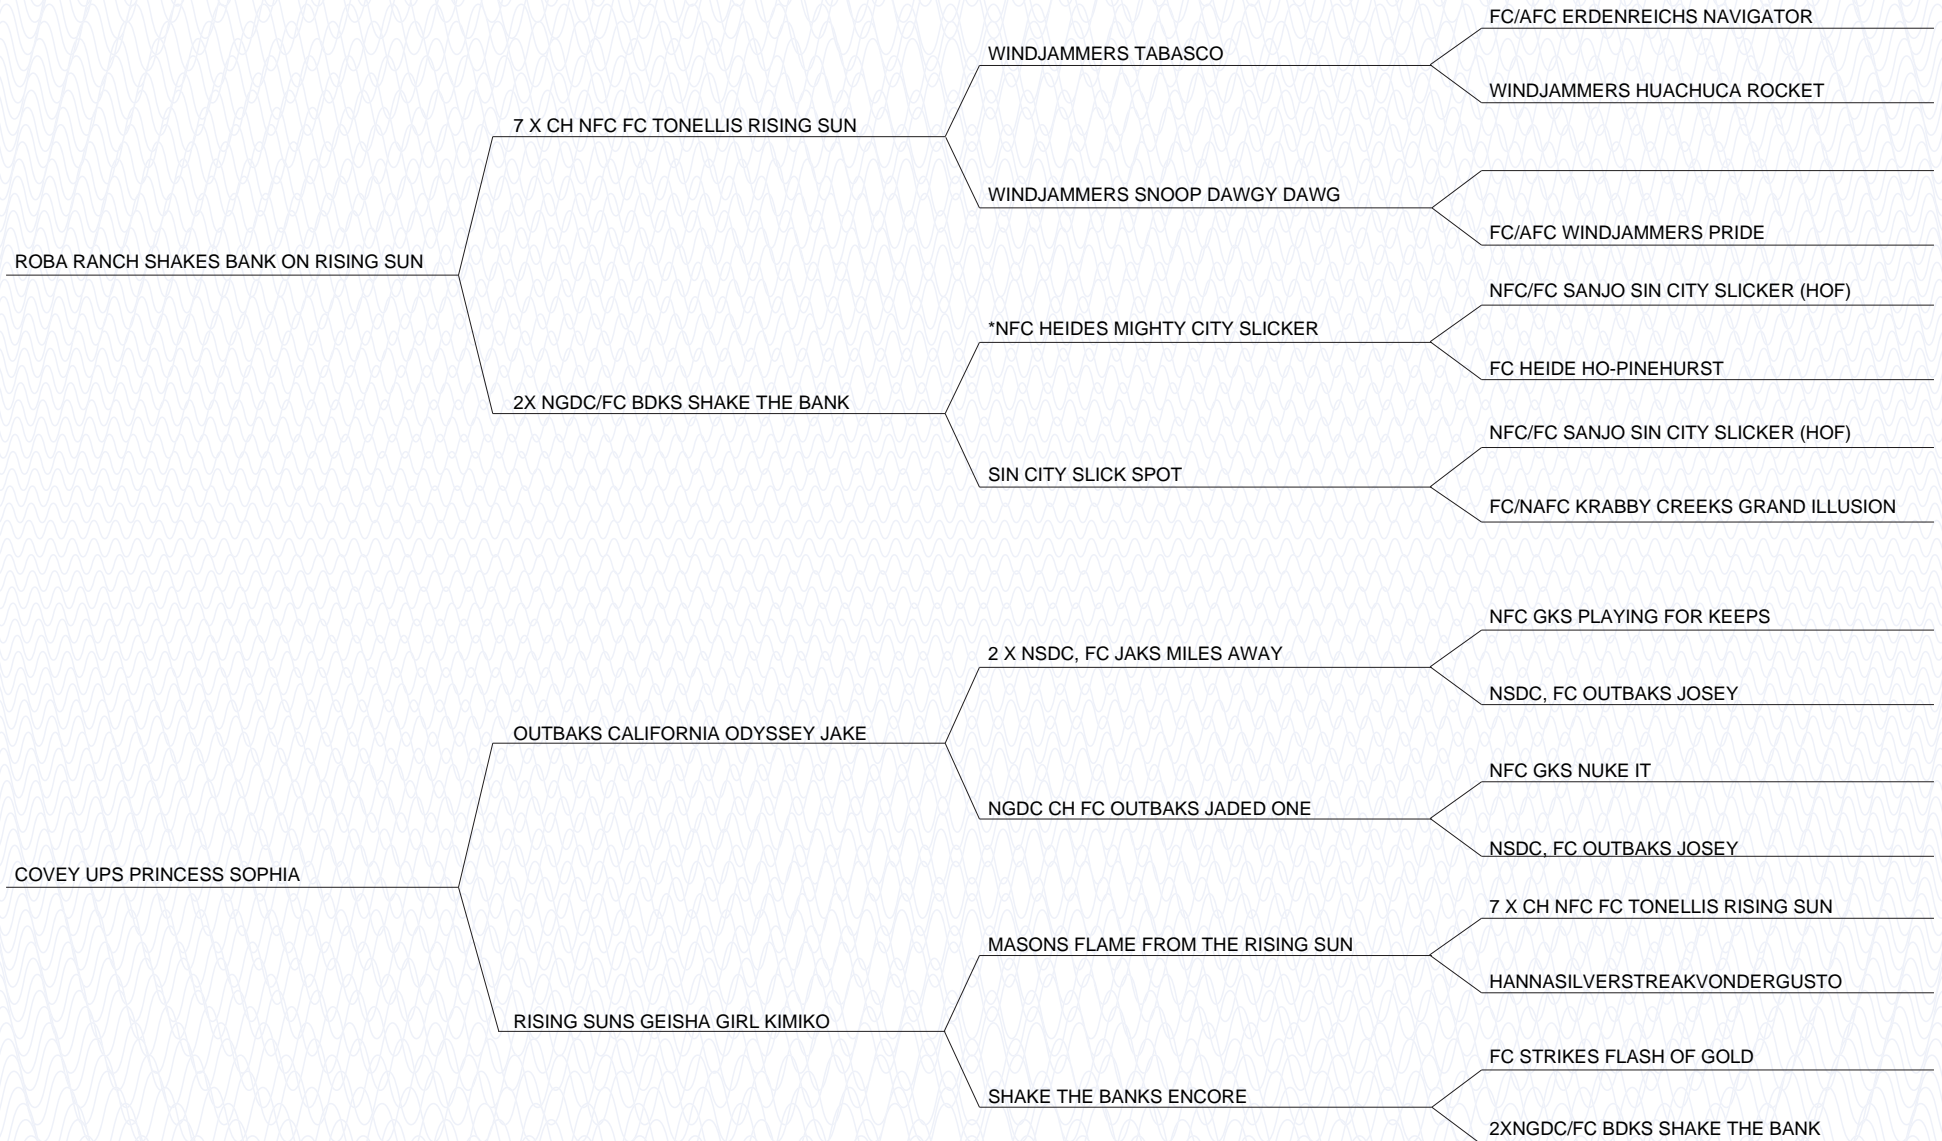 FC/AFC ERDENREICHS NAVIGATOR
WINDJAMMERS TABASCO
WINDJAMMERS HUACHUCA ROCKET
7 X CH NFC FC TONELLIS RISING SUN
WINDJAMMERS SNOOP DAWGY DAWG
FC/AFC WINDJAMMERS PRIDE
ROBA RANCH SHAKES BANK ON RISING SUN
NFC/FC SANJO SIN CITY SLICKER (HOF)
*NFC HEIDES MIGHTY CITY SLICKER
FC HEIDE HO-PINEHURST
2X NGDC/FC BDKS SHAKE THE BANK
NFC/FC SANJO SIN CITY SLICKER (HOF)
SIN CITY SLICK SPOT
FC/NAFC KRABBY CREEKS GRAND ILLUSION
NFC GKS PLAYING FOR KEEPS
2 X NSDC, FC JAKS MILES AWAY
NSDC, FC OUTBAKS JOSEY
OUTBAKS CALIFORNIA ODYSSEY JAKE
NFC GKS NUKE IT
NGDC CH FC OUTBAKS JADED ONE
NSDC, FC OUTBAKS JOSEY
COVEY UPS PRINCESS SOPHIA
7 X CH NFC FC TONELLIS RISING SUN
MASONS FLAME FROM THE RISING SUN
HANNASILVERSTREAKVONDERGUSTO
RISING SUNS GEISHA GIRL KIMIKO
FC STRIKES FLASH OF GOLD
SHAKE THE BANKS ENCORE
2XNGDC/FC BDKS SHAKE THE BANK